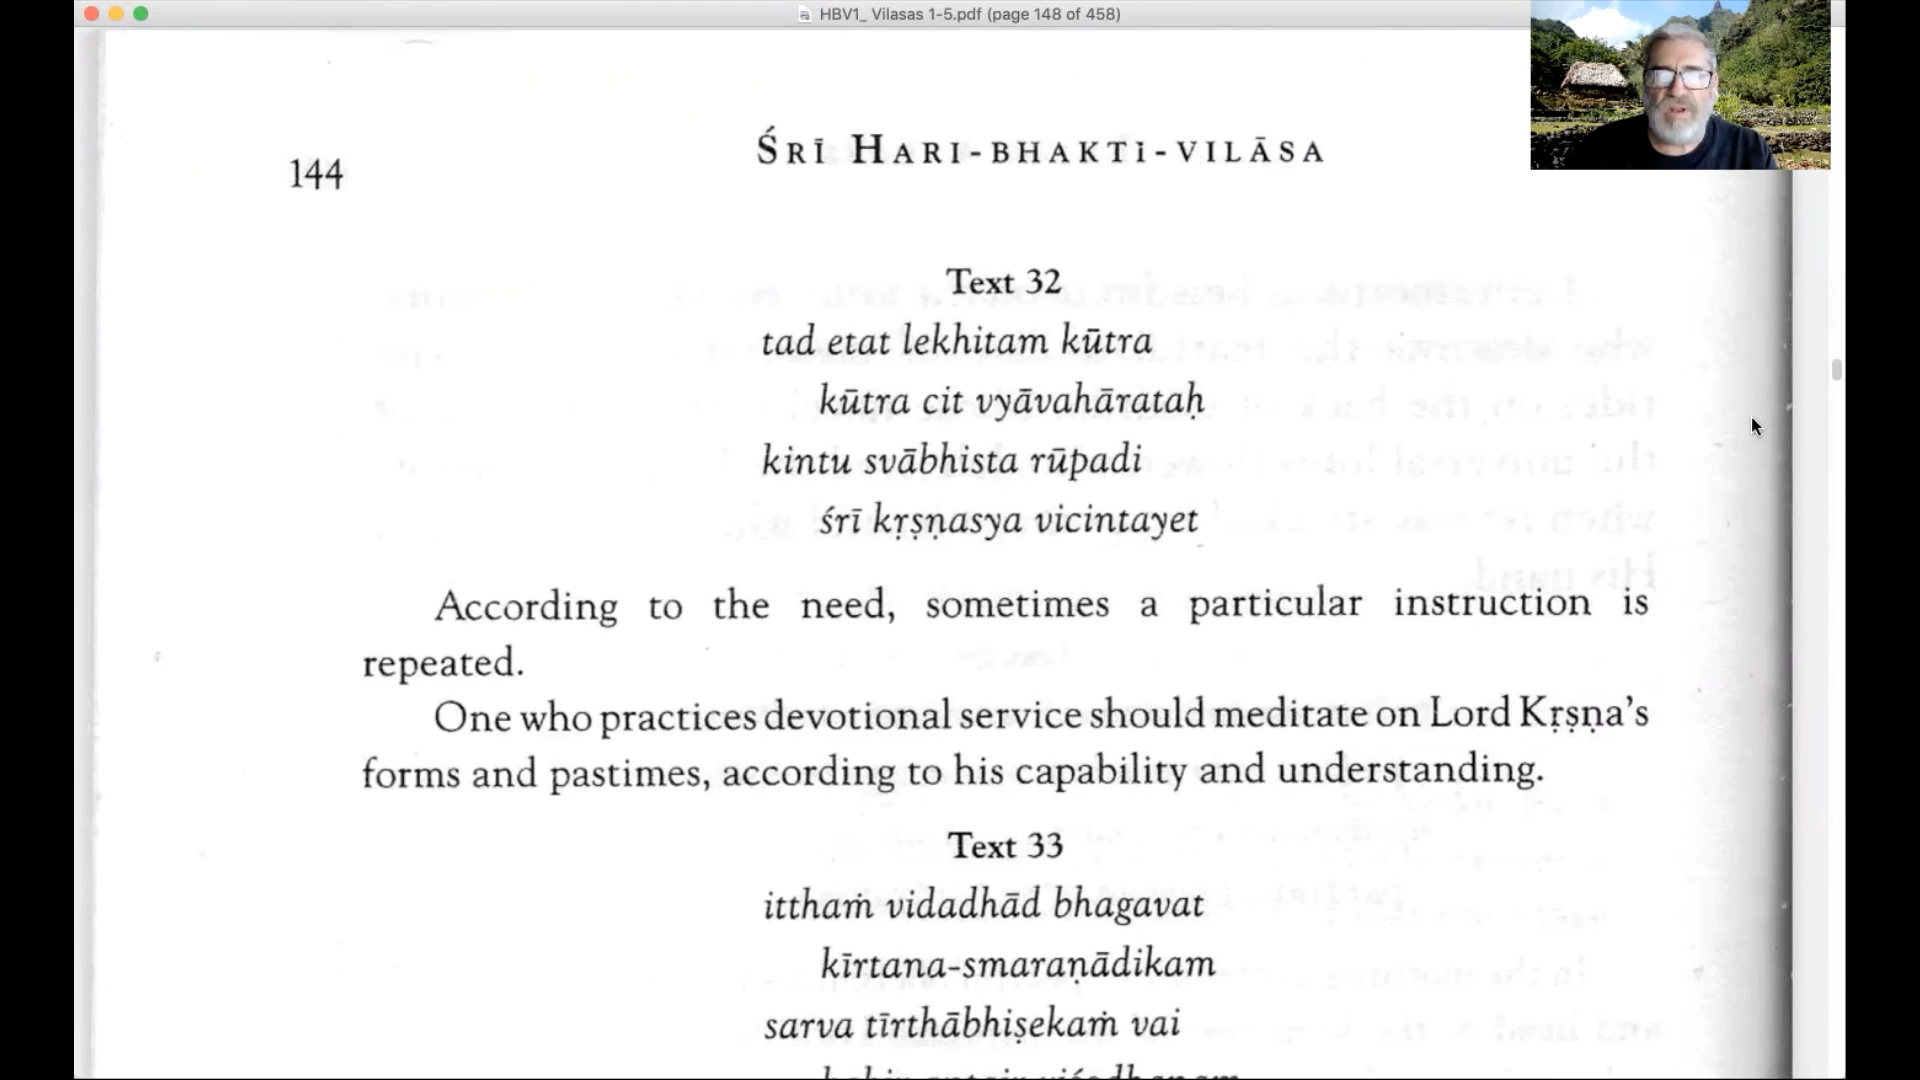 HBV1_ Vilasas 1-5.pdf (page 148 of 458)
144
ŚRĪ HARI-BHAKTi-VILĀSA
Text 32
tad etat lekhitam kūtra
kūtra cit vyāvahārataḥ
kintu svābhista rūpadi
śrī kṛṣṇasya vicintayet
According to the need, sometimes a particular instruction is
repeated.
One who practices devotional service should meditate on Lord Kṛṣṇa's
forms and pastimes, according to his capability and understanding.
Text 33
itthaṁ vidadhād bhagavat
kīrtana-smaraṇādikam
sarva tīrthābhiṣekaṁ vai